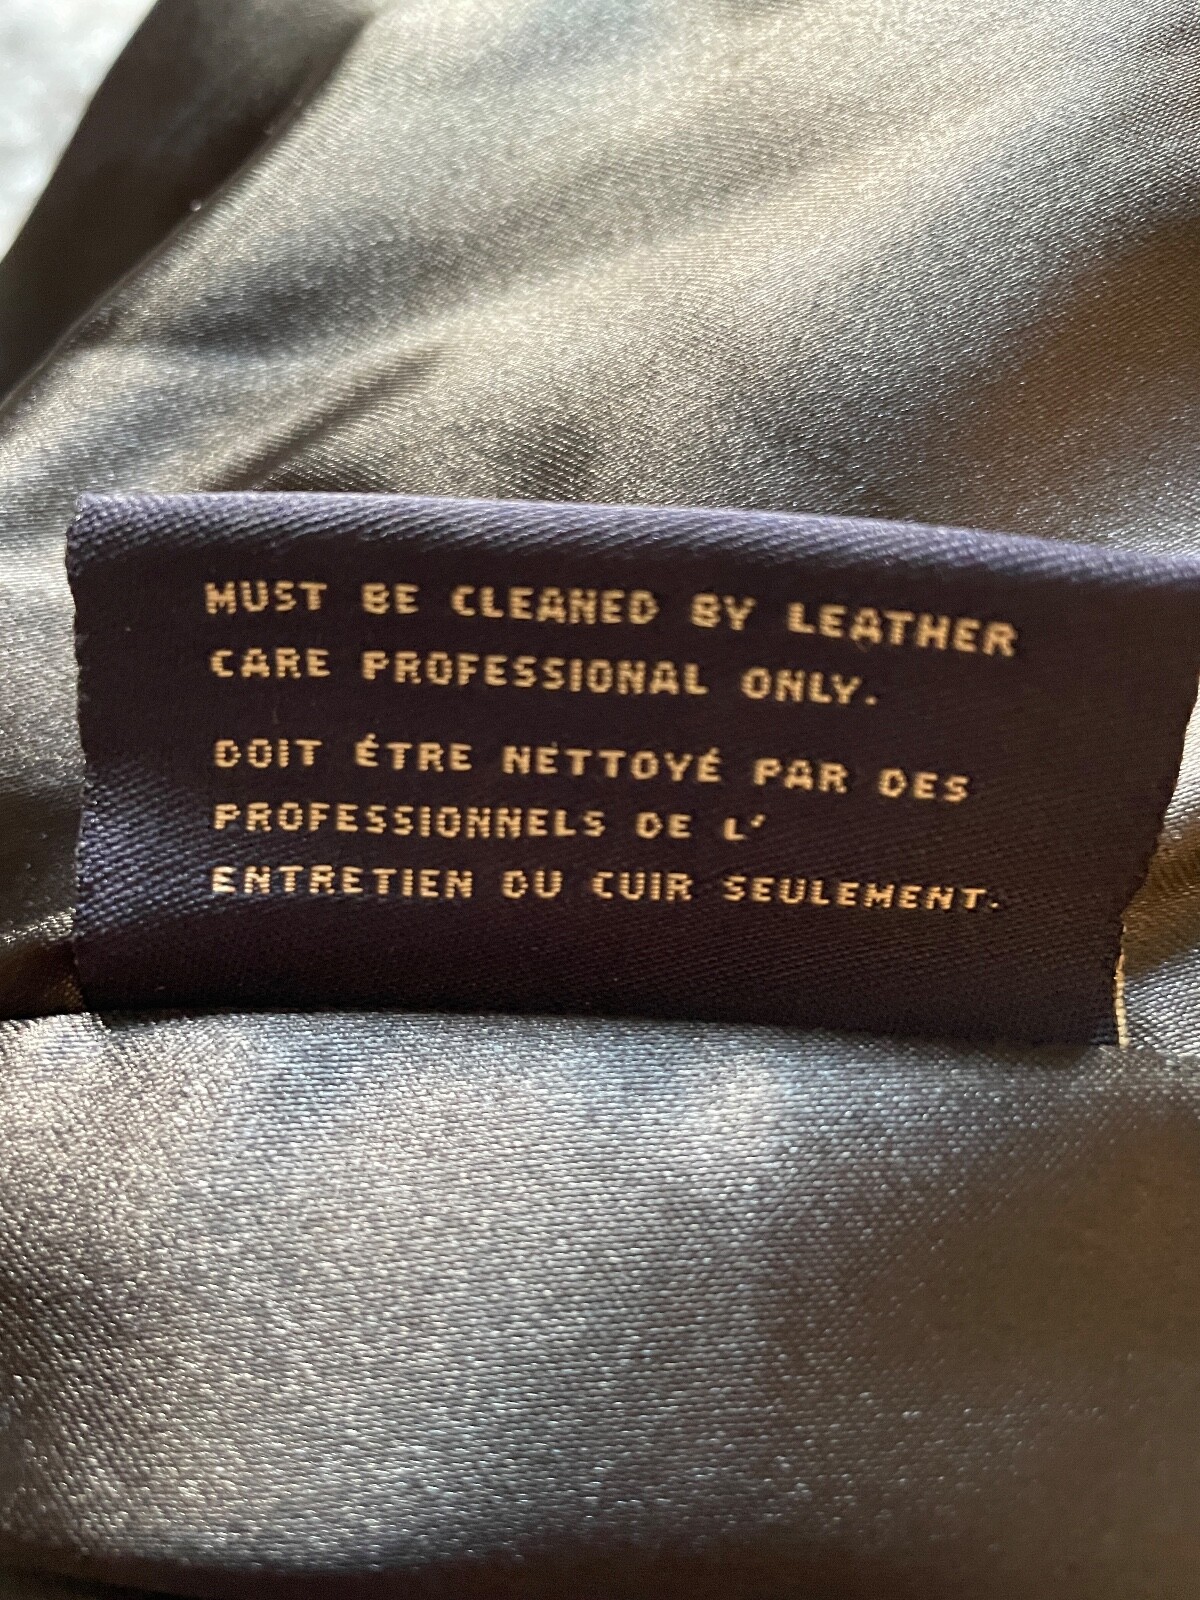 MUST BE CLEANED BY LEATHER
CARE PROFESSIONAL ONLY.
DOIT ÉTRE NETTOYÉ PAR DES
PROFESSIONNELS DE L'
ENTRETIEN DU CUIR SEULEMENT.